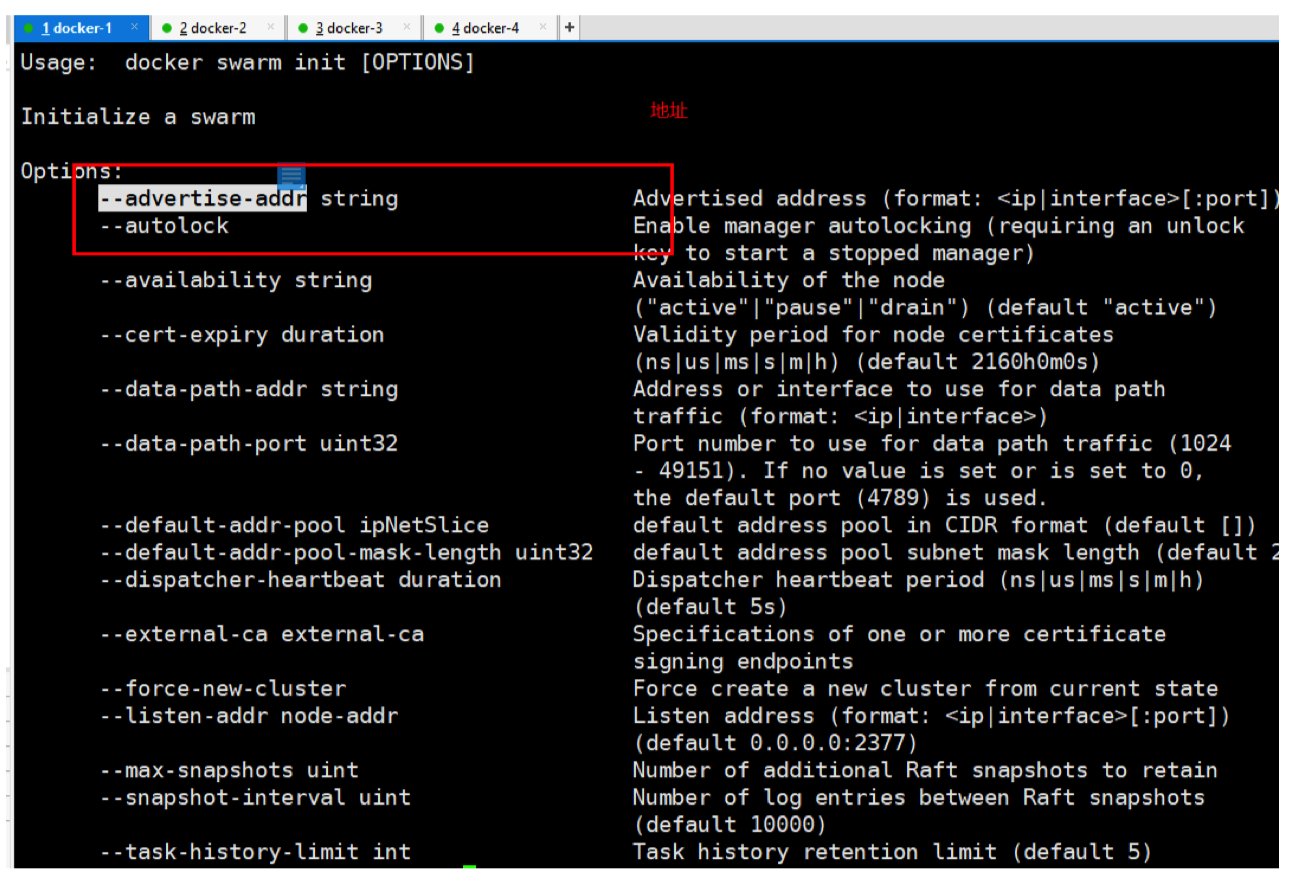 1 docker-1 × 2 docker-2 × 3 docker-3 × 4 docker-4 × +
Usage: docker swarm init [OPTIONS]
Initialize a swarm
地址
Options:
--advertise-addr string Advertised address (format: <ip|interface>[:port])
--autolock Enable manager autolocking (requiring an unlock
key to start a stopped manager)
--availability string Availability of the node
("active"|"pause"|"drain") (default "active")
--cert-expiry duration Validity period for node certificates
(ns|us|ms|s|m|h) (default 2160h0m0s)
--data-path-addr string Address or interface to use for data path
traffic (format: <ip|interface>)
--data-path-port uint32 Port number to use for data path traffic (1024
- 49151). If no value is set or is set to 0,
the default port (4789) is used.
--default-addr-pool ipNetSlice default address pool in CIDR format (default [])
--default-addr-pool-mask-length uint32 default address pool subnet mask length (default 2
--dispatcher-heartbeat duration Dispatcher heartbeat period (ns|us|ms|s|m|h)
(default 5s)
--external-ca external-ca Specifications of one or more certificate
signing endpoints
--force-new-cluster Force create a new cluster from current state
--listen-addr node-addr Listen address (format: <ip|interface>[:port])
(default 0.0.0.0:2377)
--max-snapshots uint Number of additional Raft snapshots to retain
--snapshot-interval uint Number of log entries between Raft snapshots
(default 10000)
--task-history-limit int Task history retention limit (default 5)